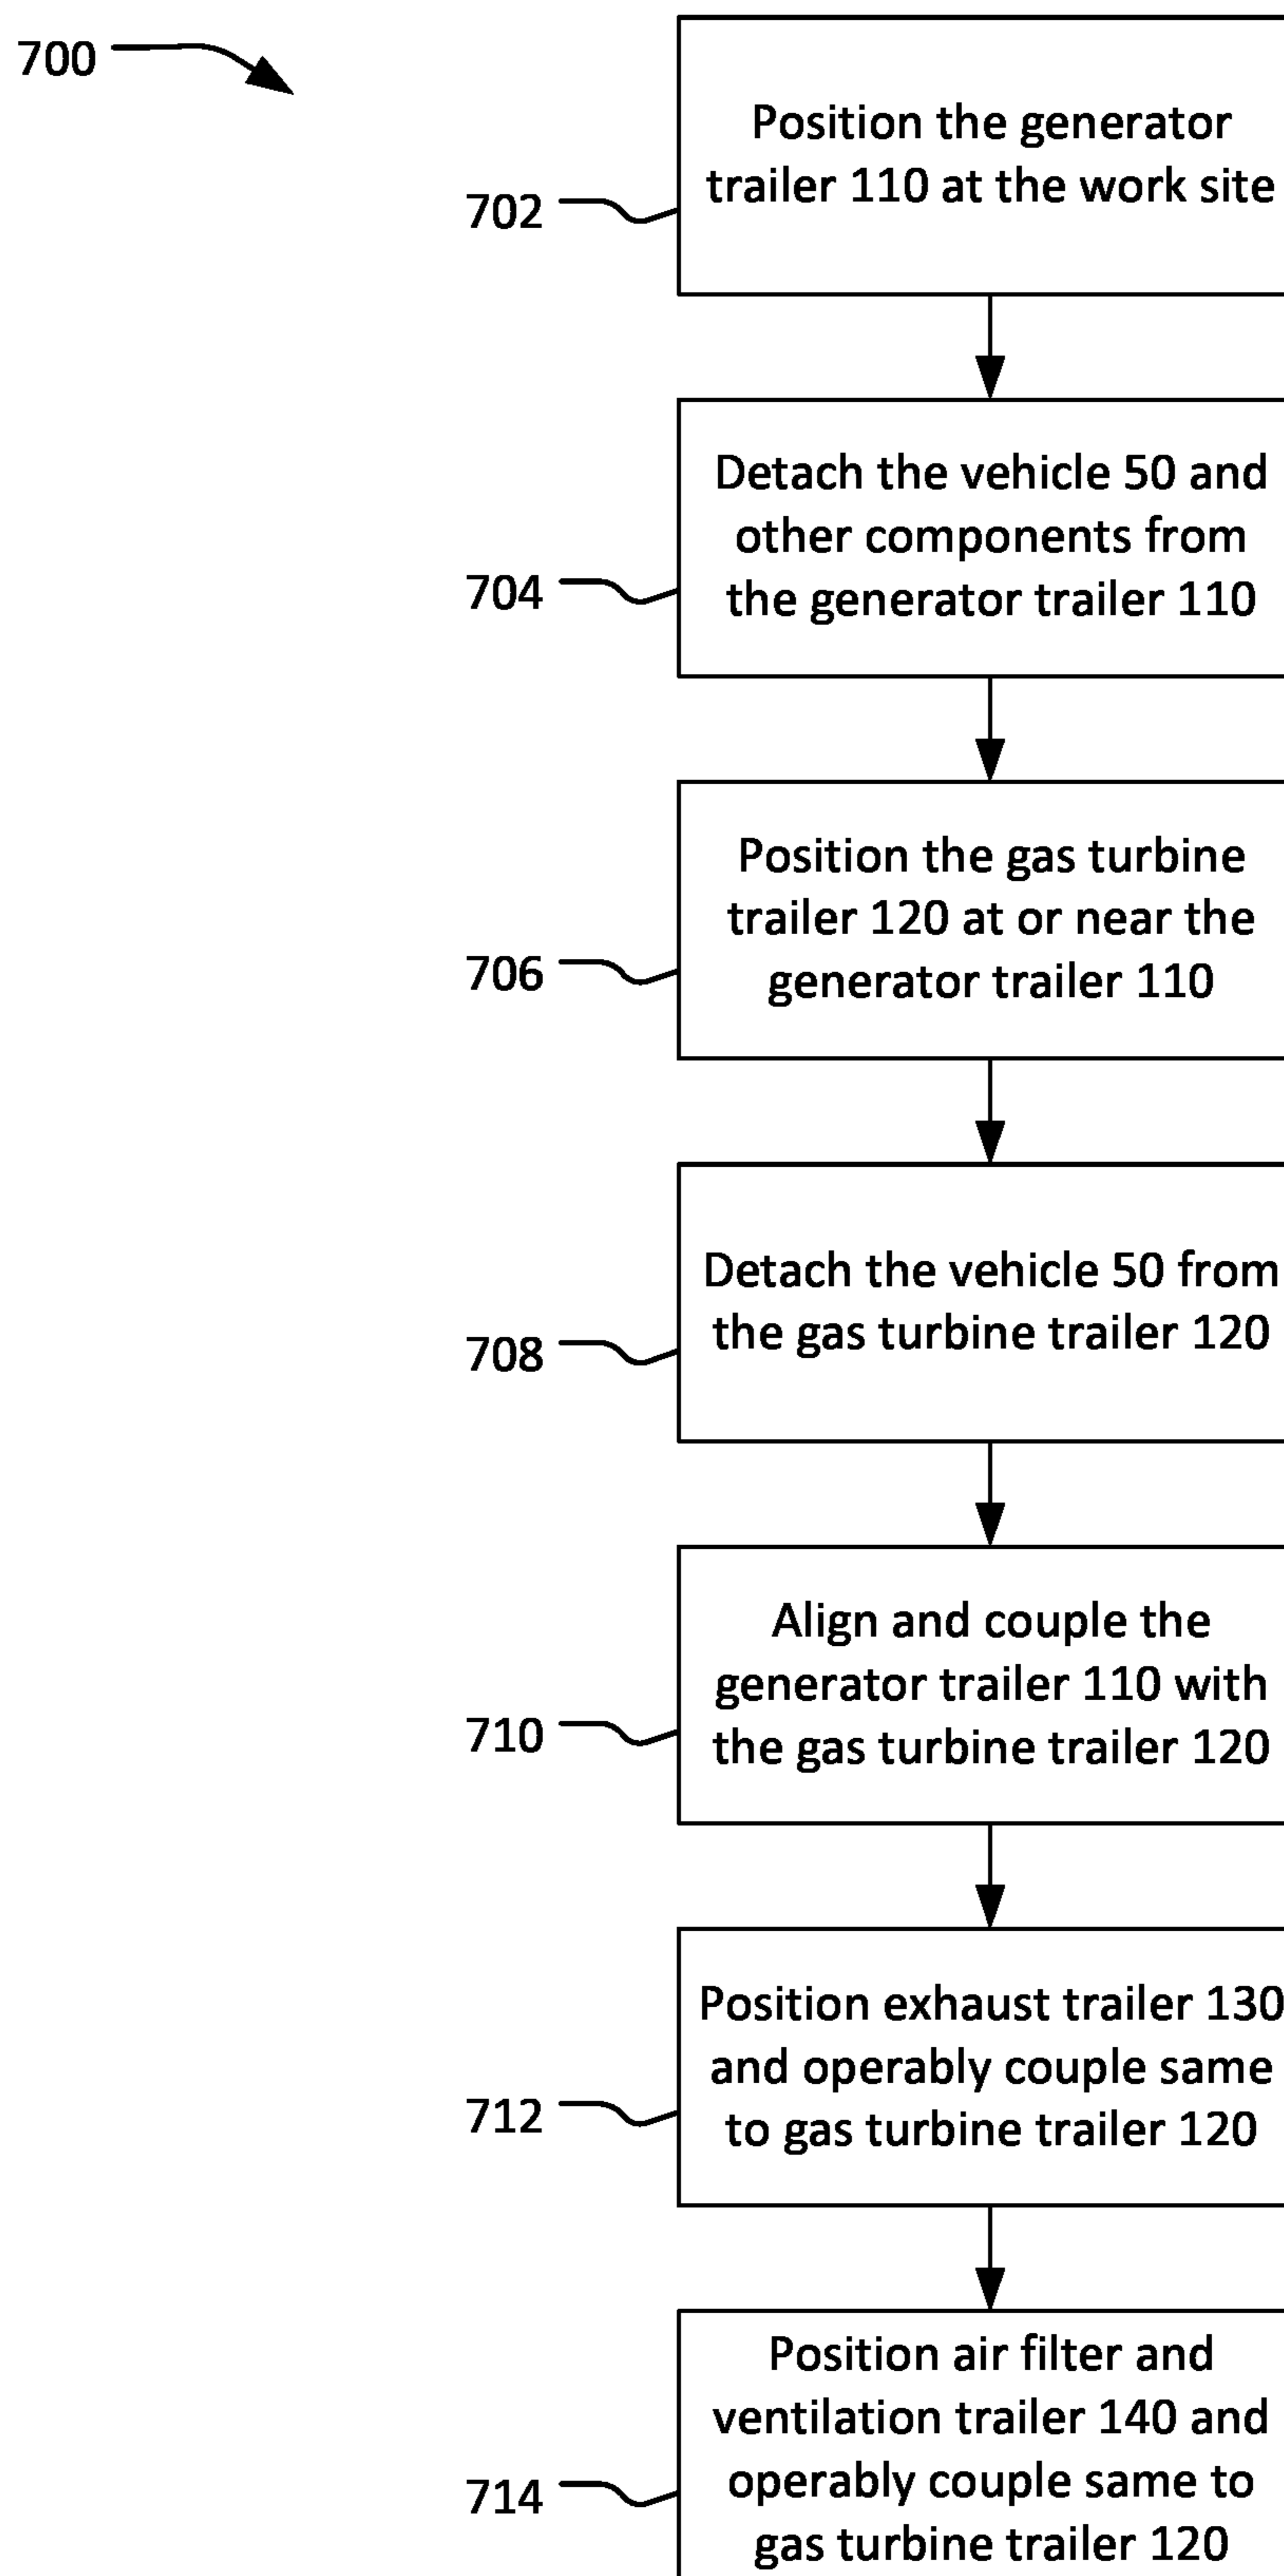 700
Position the generator
trailer 110 at the work site
702
Detach the vehicle 50 and
other components from
the generator trailer 110
704
Position the gas turbine
trailer 120 at or near the
generator trailer 110
706
Detach the vehicle 50 from
the gas turbine trailer 120
708
Align and couple the
generator trailer 110 with
the gas turbine trailer 120
710
Position exhaust trailer 130
and operably couple same
to gas turbine trailer 120
712
Position air filter and
ventilation trailer 140 and
operably couple same to
gas turbine trailer 120
714